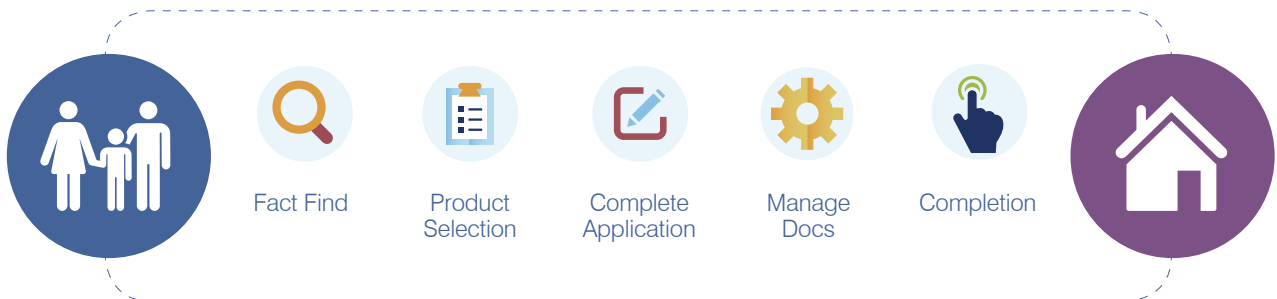 Fact Find
Product
Selection
Complete
Application
Manage
Docs
Completion